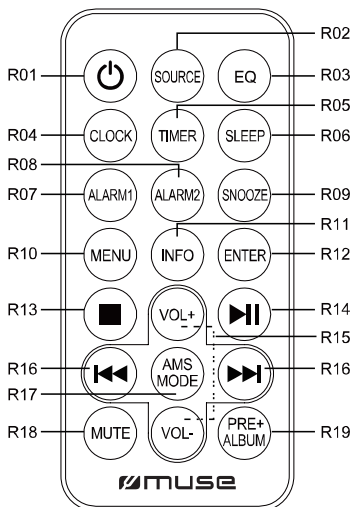 R02
R01
SOURCE
EQ
R03
R05
R04
CLOCK
TIMER
SLEEP
R06
R08
R07
ALARM1
ALARM2
SNOOZE
R09
R11
R10
MENU
INFO
ENTER
R12
R13
VOL+
R14
R15
R16
AMS
MODE
R16
R17
R18
MUTE
VOL-
PRE+
ALBUM
R19
muse